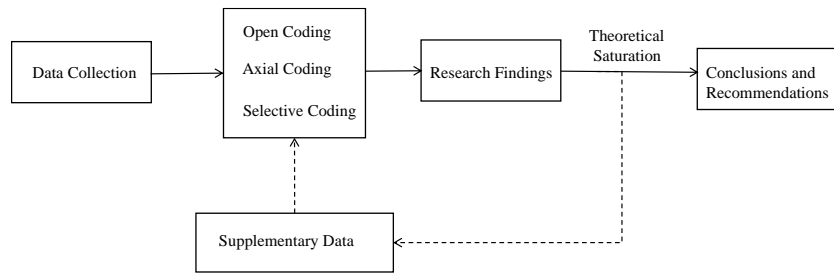 Data Collection
Open Coding
Axial Coding
Selective Coding
Research Findings
Theoretical
Saturation
Conclusions and
Recommendations
Supplementary Data